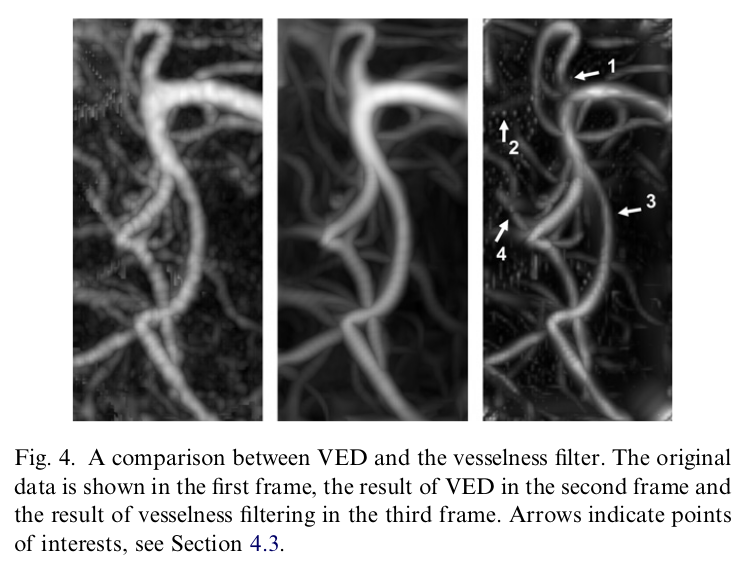 1
2
3
4
Fig. 4. A comparison between VED and the vesselness filter. The original
data is shown in the first frame, the result of VED in the second frame and
the result of vesselness filtering in the third frame. Arrows indicate points
of interests, see Section 4.3.